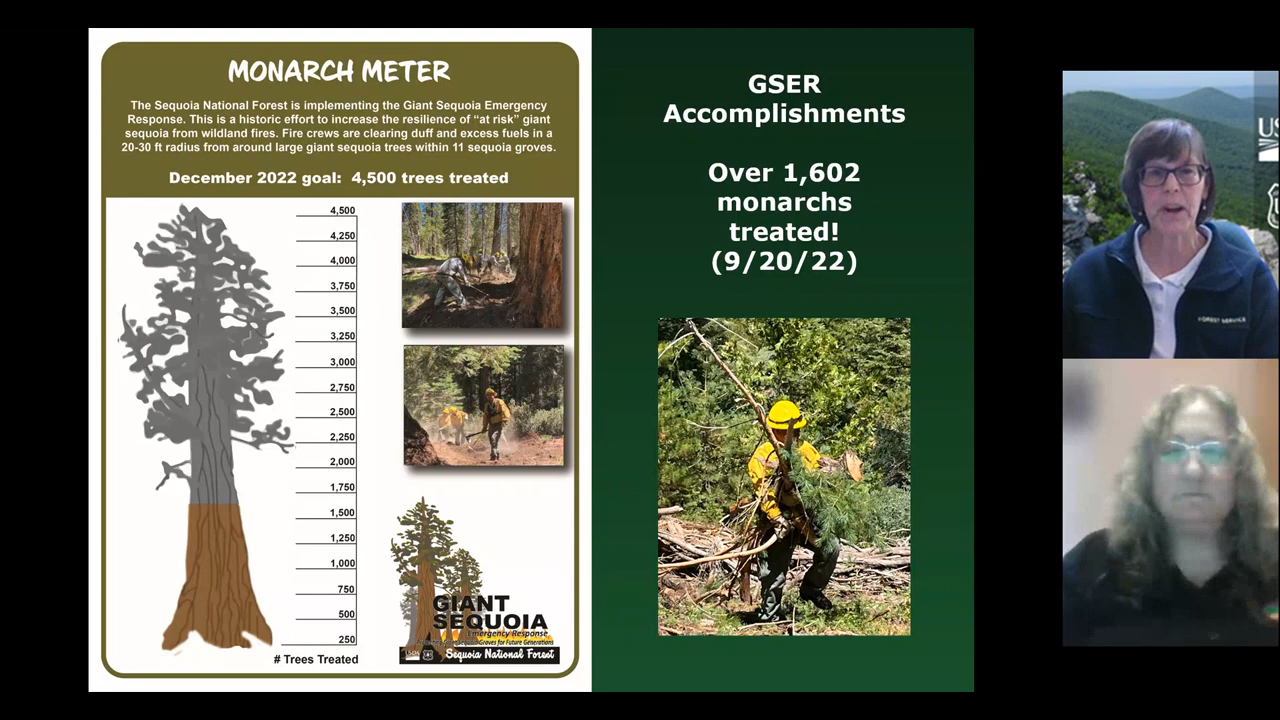 MONARCH METER
The Sequoia National Forest is implementing the Giant Sequoia Emergency
Response. This is a historic effort to increase the resilience of "at risk" giant
sequoia from wildland fires. Fire crews are clearing duff and excess fuels in a
20-30 ft radius from around large giant sequoia trees within 11 sequoia groves.
December 2022 goal: 4,500 trees treated
4,500
4,250
4,000
3,750
3,500
3,250
3,000
2,750
2,500
2,250
2,000
1,750
1,500
1,250
1,000
750
500
250
# Trees Treated
GIANT
SEQUOIA
Emergency Response
Groves for Future Generations
Sequoia National Forest
GSER
Accomplishments
Over 1,602
monarchs
treated!
(9/20/22)
FOREST SERVICE